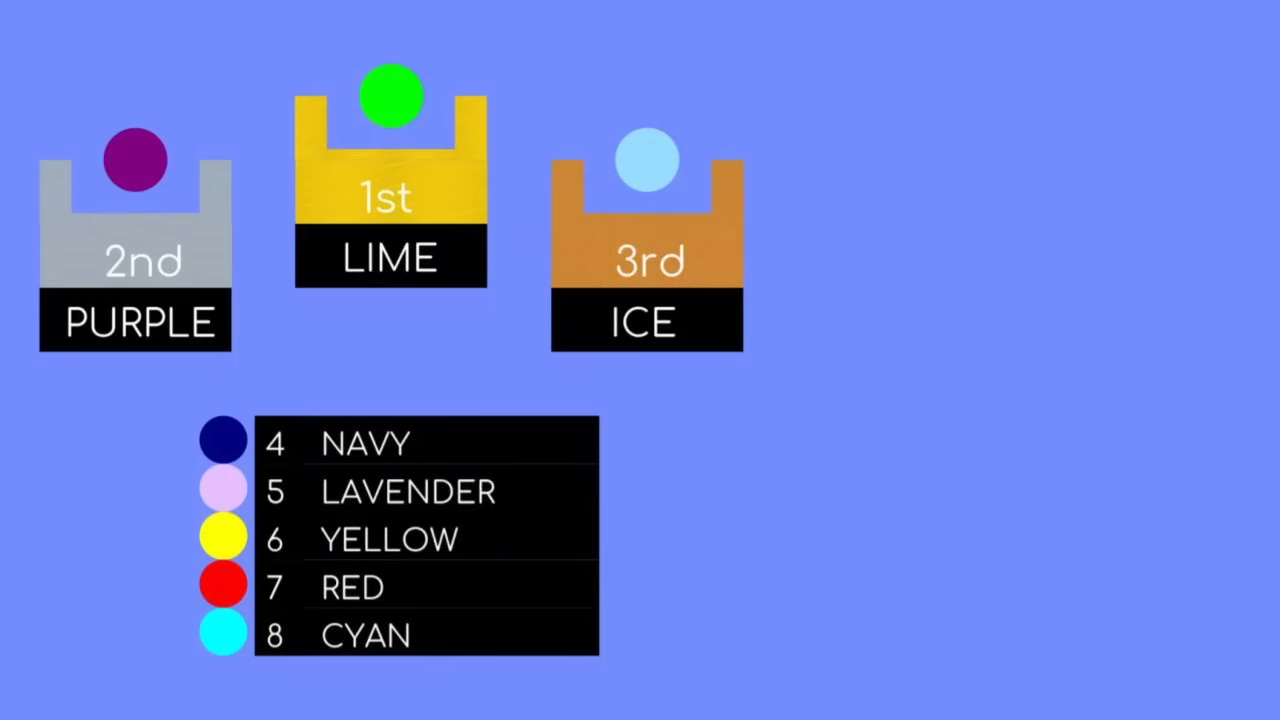 1st
LIME
2nd
PURPLE
3rd
ICE
4 NAVY
5 LAVENDER
6 YELLOW
7 RED
8 CYAN